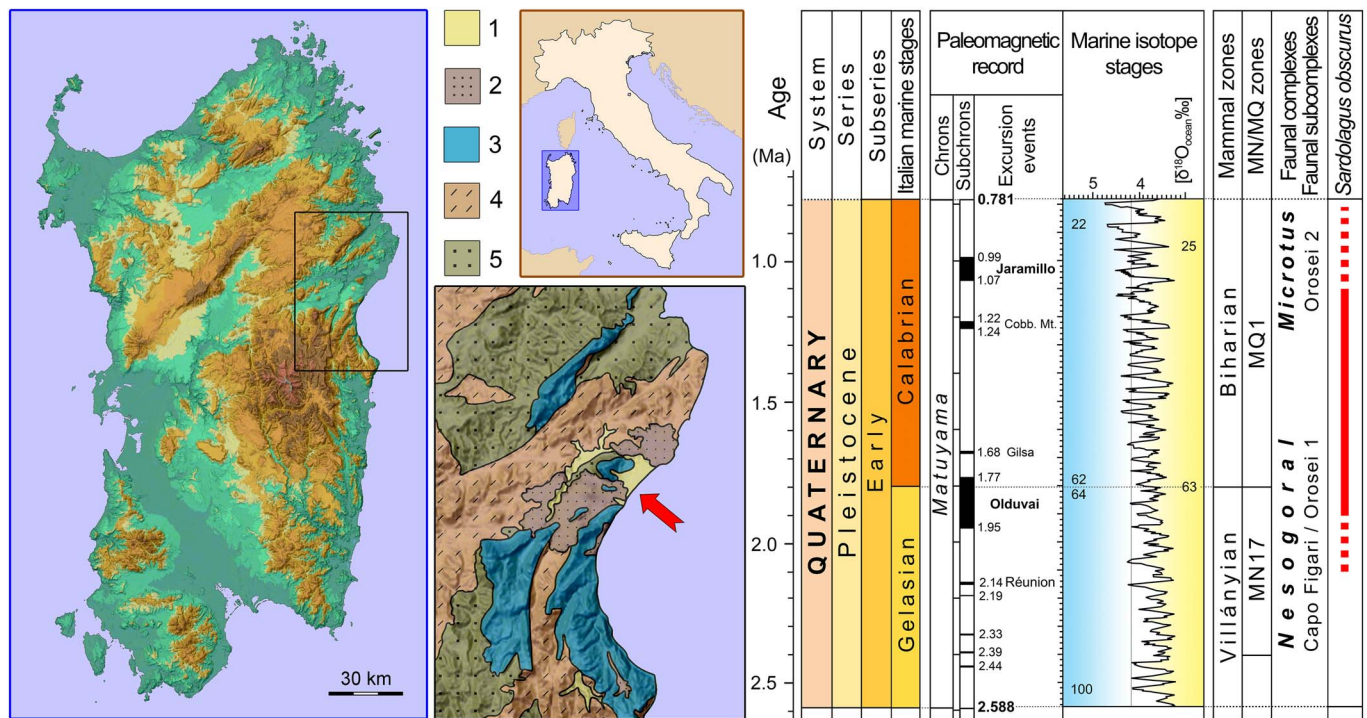 30 km
1
2
3
4
5
Age
(Ma)
1.0
1.5
2.0
2.5
System
Series
Subseries
Italian marine stages
QUATERNARY
Pleistocene
Early
Calabrian
Gelasian
Paleomagnetic
record
Chrons
Subchrons
Excursion
events
Matuyama
0.781
0.99
Jaramillo
1.07
1.22
1.24 Cobb. Mt.
1.68 Gilsa
1.77
Olduvai
1.95
2.14 Réunion
2.19
2.33
2.39
2.44
2.588
Marine isotope
stages
[δ18Oocean‰]
5 4
22
25
62
63
64
100
Mammal zones
MN/MQ zones
Faunal complexes
Faunal subcomplexes
Sardolagus obscurus
Biharian
Villányian
MQ1
MN17
Microtus
Orosei 2
Nesogoral
Capo Figari / Orosei 1